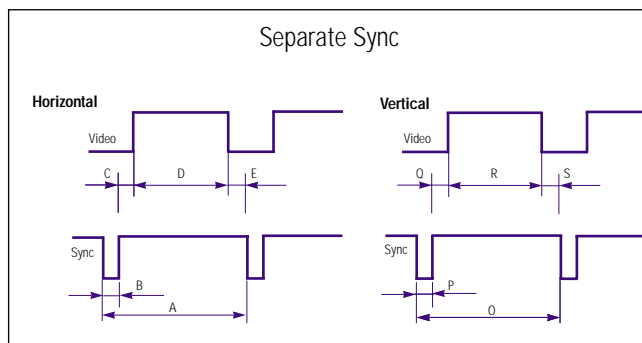 Separate Sync
Horizontal
Vertical
Video
Video
C D E
Q R S
Sync
Sync
B
P
A
O